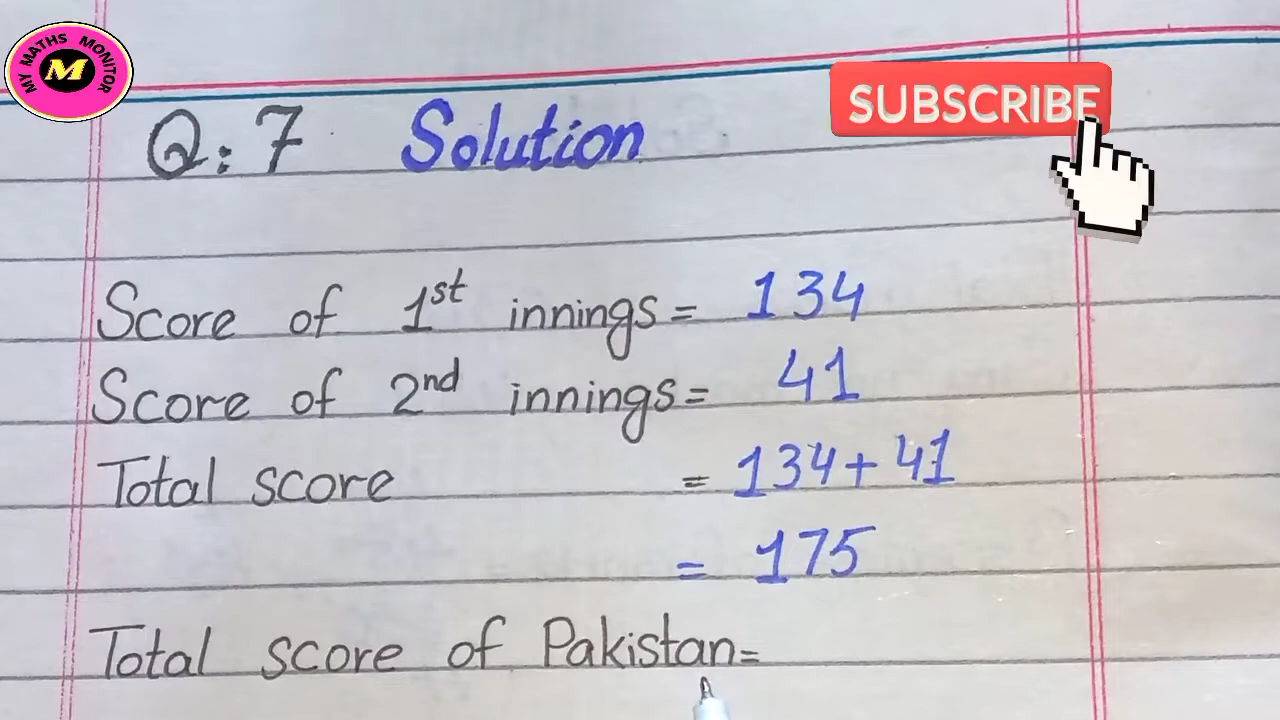 MY MATHS MONITOR
M
SUBSCRIBE
Q: 7 Solution
Score of 1st innings = 134
Score of 2nd innings = 41
Total score = 134 + 41
= 175
Total score of Pakistan =